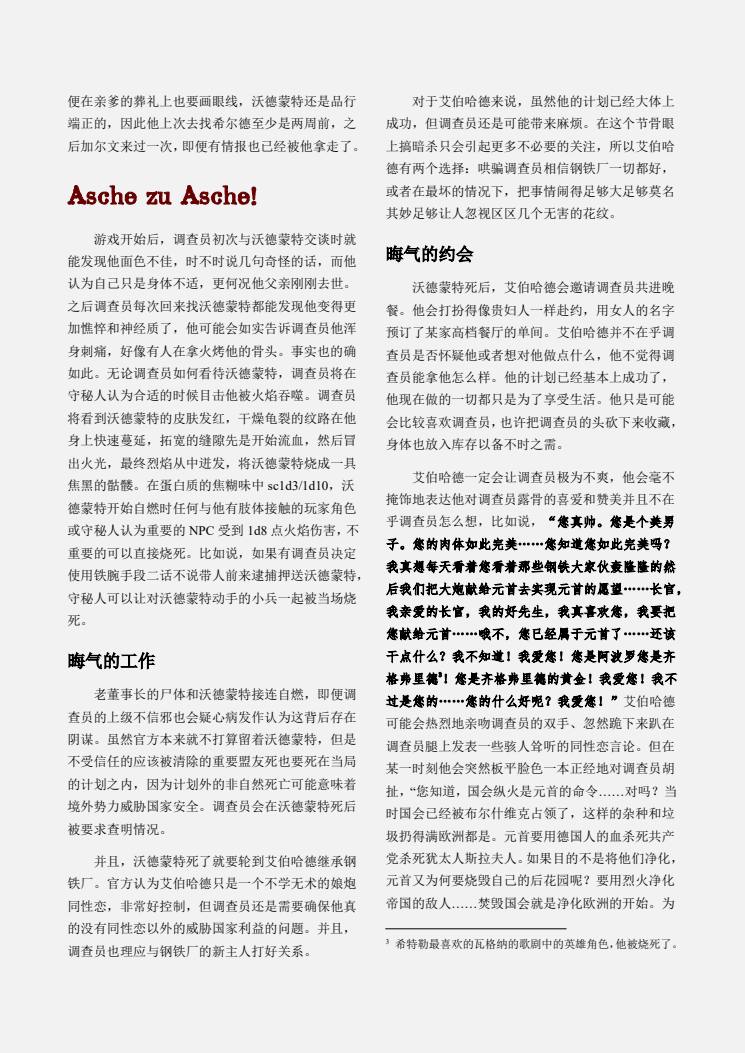 便在亲爹的葬礼上也要画眼线，沃德蒙特还是品行
端正的，因此他上次去找希尔德至少是两周前，之
后加尔文来过一次，即便有情报也已经被他拿走了。
Asche zu Asche!
游戏开始后，调查员初次与沃德蒙特交谈时就
能发现他面色不佳，时不时说几句奇怪的话，而他
认为自己只是身体不适，更何况他父亲刚刚去世。
之后调查员每次回来找沃德蒙特都能发现他变得更
加憔悴和神经质了，他可能会如实告诉调查员他浑
身刺痛，好像有人在拿火烤他的骨头。事实也的确
如此。无论调查员如何看待沃德蒙特，调查员将在
守秘人认为合适的时候目击他被火焰吞噬。调查员
将看到沃德蒙特的皮肤发红，干燥龟裂的纹路在他
身上快速蔓延，拓宽的缝隙先是开始流血，然后冒
出火光，最终烈焰从中迸发，将沃德蒙特烧成一具
焦黑的骷髅。在蛋白质的焦糊味中 sc1d3/1d10，沃
德蒙特开始自燃时任何与他有肢体接触的玩家角色
或守秘人认为重要的 NPC 受到 1d8 点火焰伤害，不
重要的可以直接烧死。比如说，如果有调查员决定
使用铁腕手段二话不说带人前来逮捕押送沃德蒙特，
守秘人可以让对沃德蒙特动手的小兵一起被当场烧
死。
晦气的工作
老董事长的尸体和沃德蒙特接连自燃，即便调
查员的上级不信邪也会疑心病发作认为这背后存在
阴谋。虽然官方本来就不打算留着沃德蒙特，但是
不受信任的应该被清除的重要盟友死也要死在当局
的计划之内，因为计划外的非自然死亡可能意味着
境外势力威胁国家安全。调查员会在沃德蒙特死后
被要求查明情况。
并且，沃德蒙特死了就要轮到艾伯哈德继承钢
铁厂。官方认为艾伯哈德只是一个不学无术的娘炮
同性恋，非常好控制，但调查员还是需要确保他真
的没有同性恋以外的威胁国家利益的问题。并且，
调查员也理应与钢铁厂的新主人打好关系。
对于艾伯哈德来说，虽然他的计划已经大体上
成功，但调查员还是可能带来麻烦。在这个节骨眼
上搞暗杀只会引起更多不必要的关注，所以艾伯哈
德有两个选择：哄骗调查员相信钢铁厂一切都好，
或者在最坏的情况下，把事情闹得足够大足够莫名
其妙足够让人忽视区区几个无害的花纹。
晦气的约会
沃德蒙特死后，艾伯哈德会邀请调查员共进晚
餐。他会打扮得像贵妇人一样赴约，用女人的名字
预订了某家高档餐厅的单间。艾伯哈德并不在乎调
查员是否怀疑他或者想对他做点什么，他不觉得调
查员能拿他怎么样。他的计划已经基本上成功了，
他现在做的一切都只是为了享受生活。他只是可能
会比较喜欢调查员，也许把调查员的头砍下来收藏，
身体也放入库存以备不时之需。
艾伯哈德一定会让调查员极为不爽，他会毫不
掩饰地表达他对调查员露骨的喜爱和赞美并且不在
乎调查员怎么想，比如说，“您真帅。您是个美男
子。您的肉体如此完美……您知道您如此完美吗？
我真想每天看着您看着那些钢铁大家伙轰隆隆的然
后我们把大炮献给元首去实现元首的愿望……长官，
我亲爱的长官，我的好先生，我真喜欢您，我要把
您献给元首……哦不，您已经属于元首了……还该
干点什么？我不知道！我爱您！您是阿波罗您是齐
格弗里德³！您是齐格弗里德的黄金！我爱您！我不
过是您的……您的什么好呢？我爱您！”艾伯哈德
可能会热烈地亲吻调查员的双手、忽然跪下来趴在
调查员腿上发表一些骇人耸听的同性恋言论。但在
某一时刻他会突然板平脸色一本正经地对调查员胡
扯，“您知道，国会纵火是元首的命令……对吗？当
时国会已经被布尔什维克占领了，这样的杂种和垃
圾扔得满欧洲都是。元首要用德国人的血杀死共产
党杀死犹太人斯拉夫人。如果目的不是将他们净化，
元首又为何要烧毁自己的后花园呢？要用烈火净化
帝国的敌人……焚毁国会就是净化欧洲的开始。为
³ 希特勒最喜欢的瓦格纳的歌剧中的英雄角色，他被烧死了。